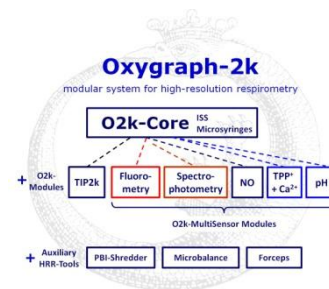 Oxygraph-2k
modular system for high-resolution respirometry
O2k-Core ISS
Microsyringes
+ O2k-
Modules
TIP2k
Fluoro-
metry
Spectro-
photometry
NO
TPP⁺
+ Ca²⁺
pH
O2k-MultiSensor Modules
+ Auxiliary
HRR-Tools
PBI-Shredder
Microbalance
Forceps